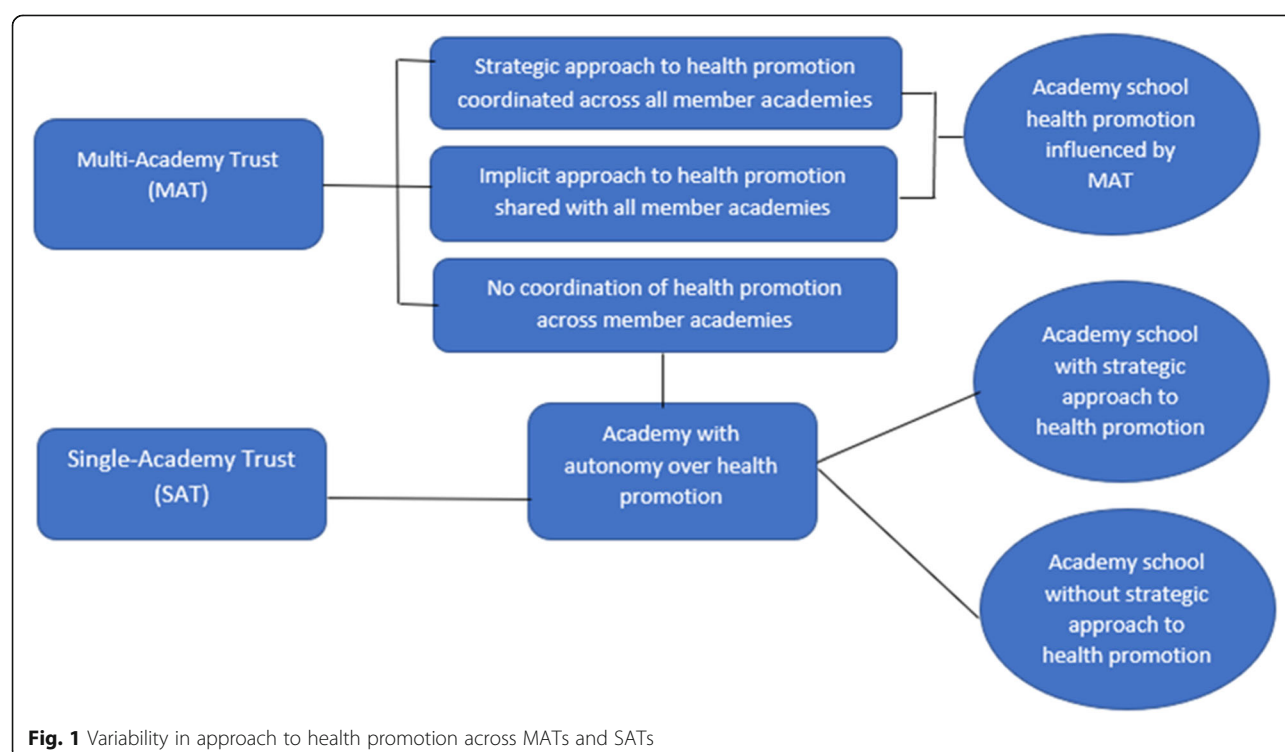 Multi-Academy Trust
(MAT)
Strategic approach to health promotion
coordinated across all member academies
Implicit approach to health promotion
shared with all member academies
No coordination of health promotion
across member academies
Academy school
health promotion
influenced by
MAT
Single-Academy Trust
(SAT)
Academy with
autonomy over health
promotion
Academy school
with strategic
approach to
health promotion
Academy school
without strategic
approach to
health promotion
Fig. 1 Variability in approach to health promotion across MATs and SATs